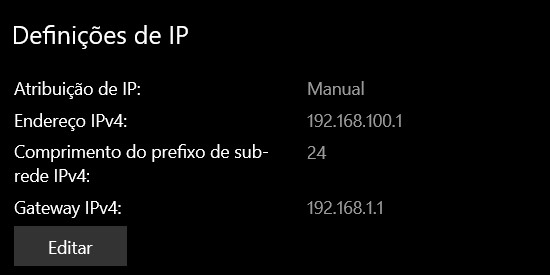 Definições de IP
Atribuição de IP: Manual
Endereço IPv4: 192.168.100.1
Comprimento do prefixo de sub- 24
rede IPv4:
Gateway IPv4: 192.168.1.1
Editar